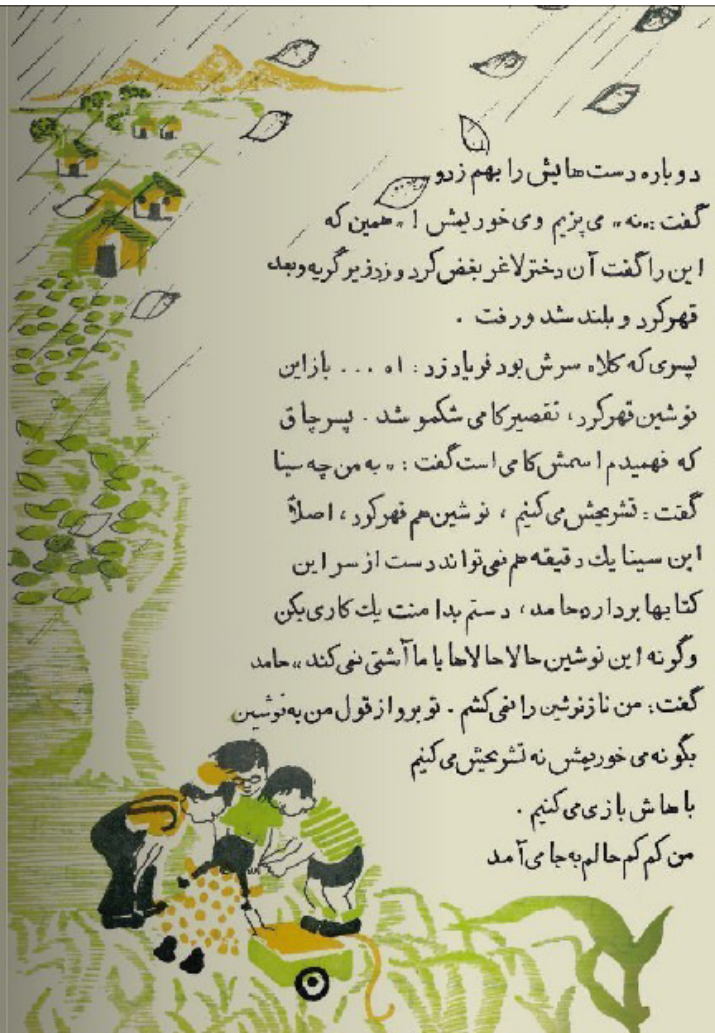 دوباره دست‌هایش را بهم زد و
گفت: «نه» می‌پزیم و می‌خوریمش!» همین که
این را گفت آن دختر لاغر بغض کرد و زد زیر گریه و بعد
قهر کرد و بلند شد و رفت .
پسری که کلاه سرش بود فریاد زد : اه ... باز این
نوشین قهر کرد ، تقصیر کامی شکمو شد . پسر چاق
که فهمیدم اسمش کامی است گفت : « به من چه سینا
گفت : تشریحش می‌کنیم ، نوشین هم قهر کرد ، اصلاً
این سینا یك دقیقه هم نمی‌تواند دست از سر این
کتابها بردارد حامد ، دستم بدامنت یك کاری بکن
وگونه این نوشین حالا حالاها با ما آشتی نمی‌کند » حامد
گفت : من ناز نوشین را نمی‌کشم . تو برو از قول من به نوشین
بگو نه می‌خوریمش نه تشریحش می‌کنیم
باهاش بازی می‌کنیم .
من کم کم حالم به جا می‌آمد